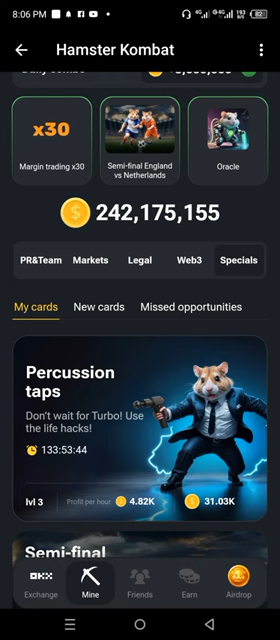 8:06 PM
4G
G4G
193
B/s
82
Hamster Kombat
x30
Margin trading x30
Semi-final England
vs Netherlands
Oracle
242,175,155
PR&Team Markets Legal Web3 Specials
My cards New cards Missed opportunities
Percussion
taps
Don't wait for Turbo! Use
the life hacks!
133:53:44
lvl 3 Profit per hour 4.82K 31.03K
Semi-final
Exchange Mine Friends Earn Airdrop